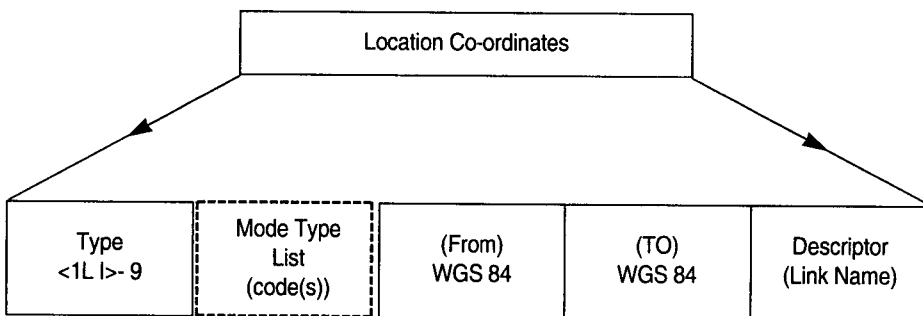 Location Co-ordinates
Type
<1L I>- 9
Mode Type
List
(code(s))
(From)
WGS 84
(TO)
WGS 84
Descriptor
(Link Name)